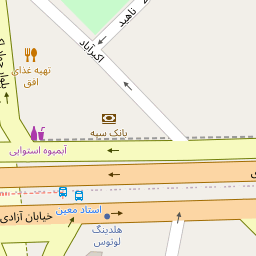 ناهید
اکبرآباد
تهیه غذای
افق
بانک سپه
آبمیوه استوایی
استاد معین
خیابان آزادی
هلدینگ
لوتوس